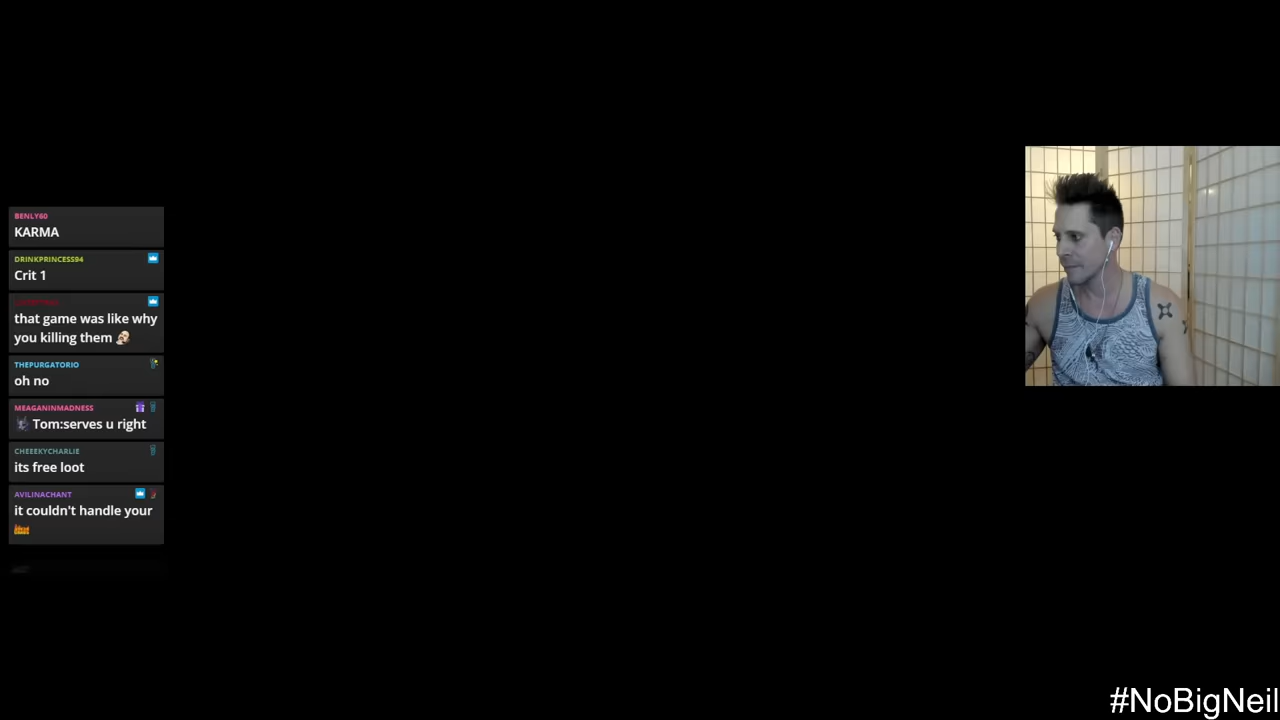 BENLY60
KARMA
DRINKPRINCESS94
Crit 1
that game was like why
you killing them
THEPURGATORIO
oh no
MEAGANINMADNESS
Tom:serves u right
CHEEEKYCHARLIE
its free loot
AVILINACHANT
it couldn't handle your
#NoBigNeil